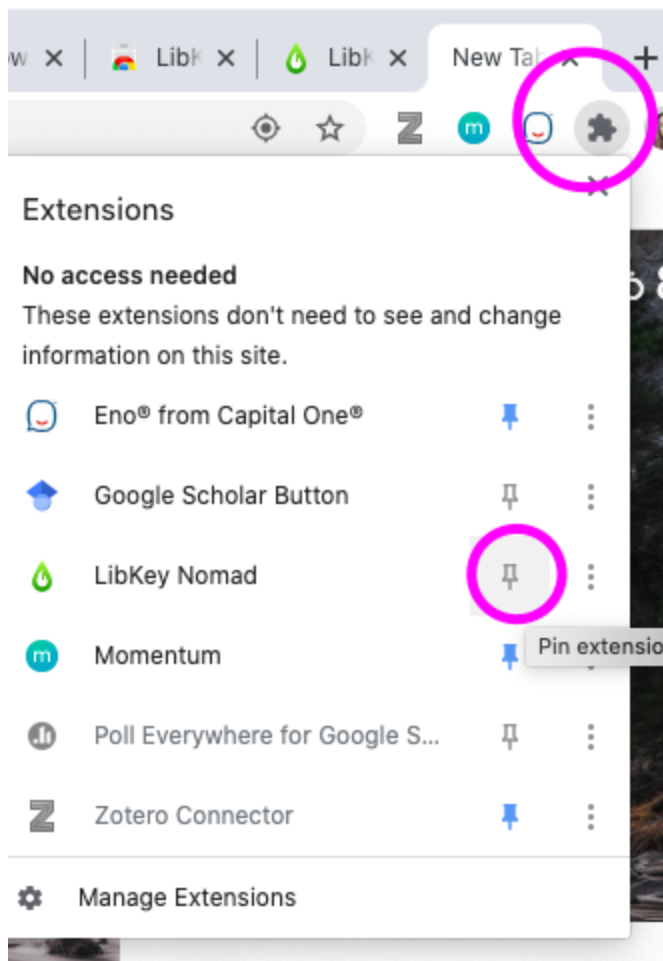 LibK
LibK
New Tab
Extensions
No access needed
These extensions don't need to see and change
information on this site.
Eno® from Capital One®
Google Scholar Button
LibKey Nomad
Momentum
Pin extensio
Poll Everywhere for Google S...
Zotero Connector
Manage Extensions